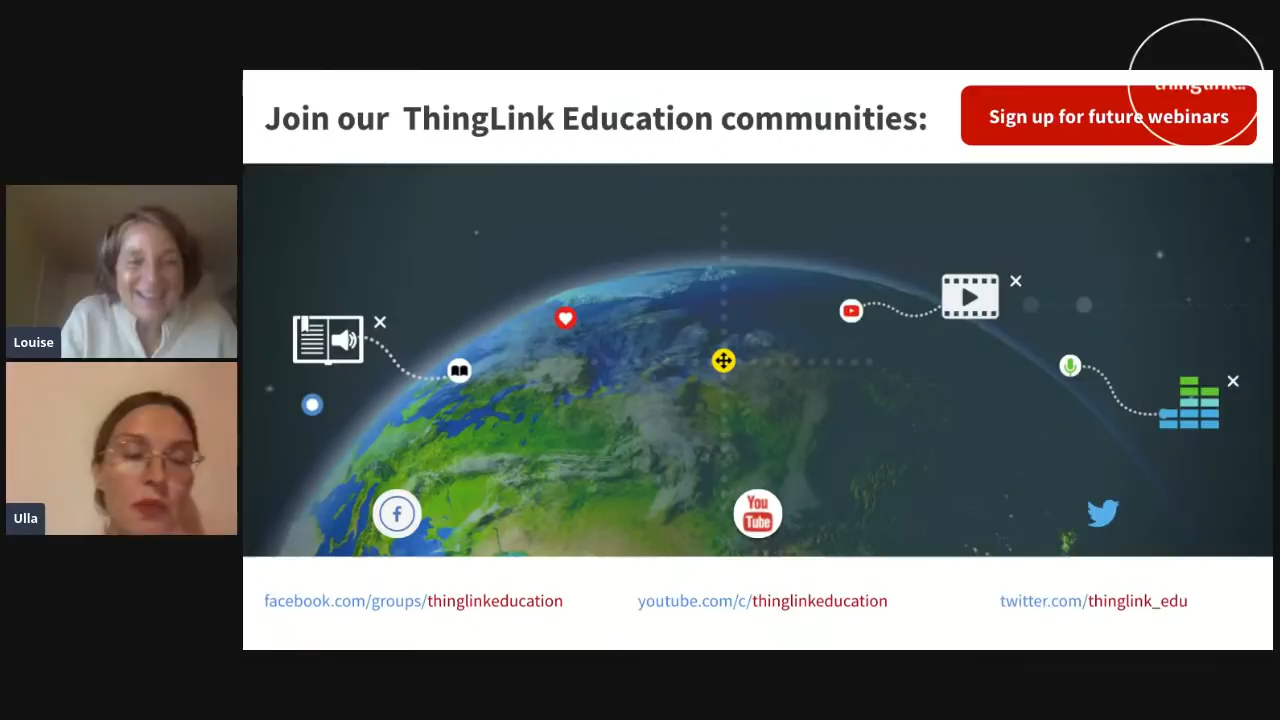 Join our ThingLink Education communities:
Sign up for future webinars
thinglink..
Louise
Ulla
f
You
Tube
facebook.com/groups/thinglinkeducation
youtube.com/c/thinglinkeducation
twitter.com/thinglink_edu